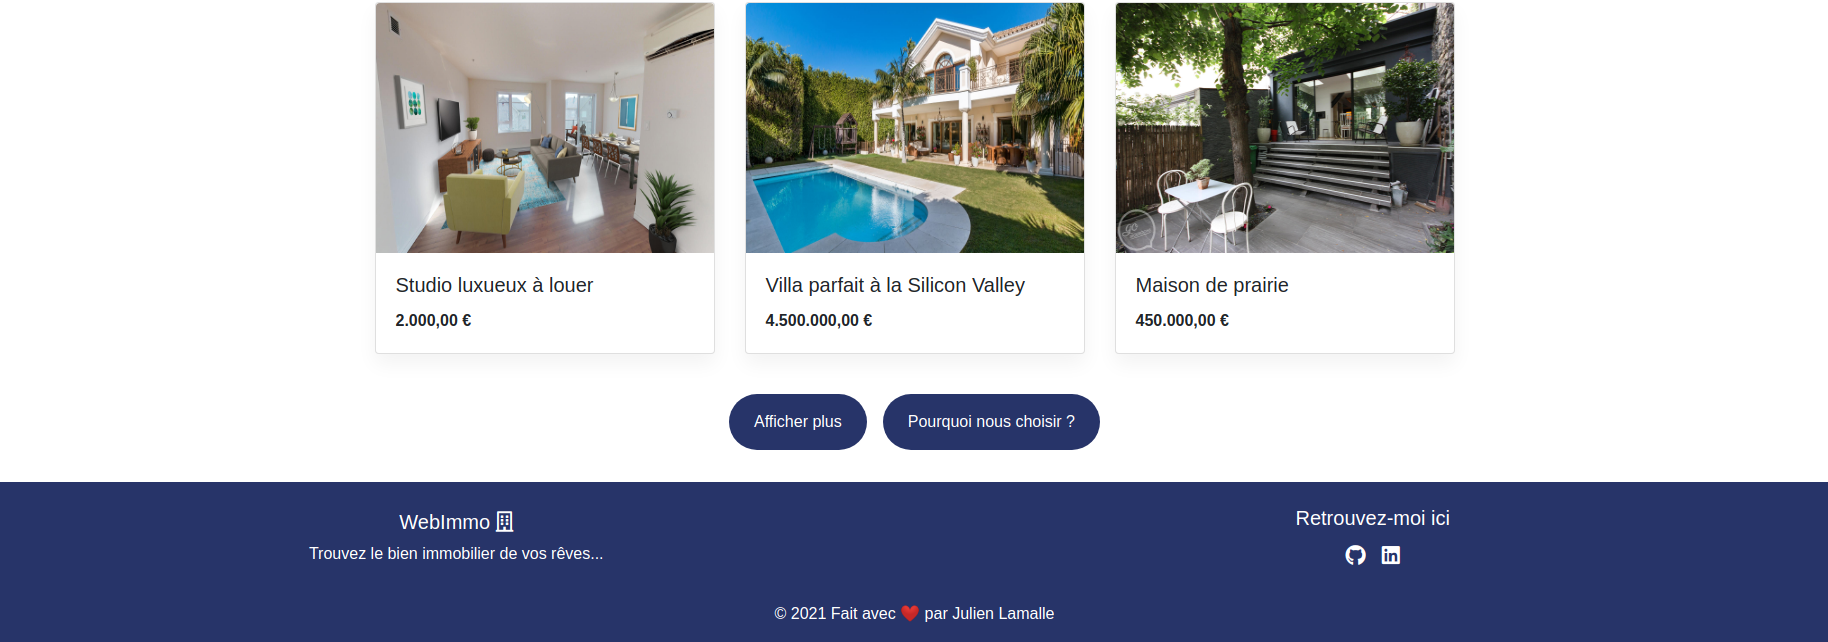 Studio luxueux à louer
2.000,00 €
Villa parfait à la Silicon Valley
4.500.000,00 €
Maison de prairie
450.000,00 €
Afficher plus
Pourquoi nous choisir ?
WebImmo
Trouvez le bien immobilier de vos rêves...
Retrouvez-moi ici
© 2021 Fait avec ❤️ par Julien Lamalle